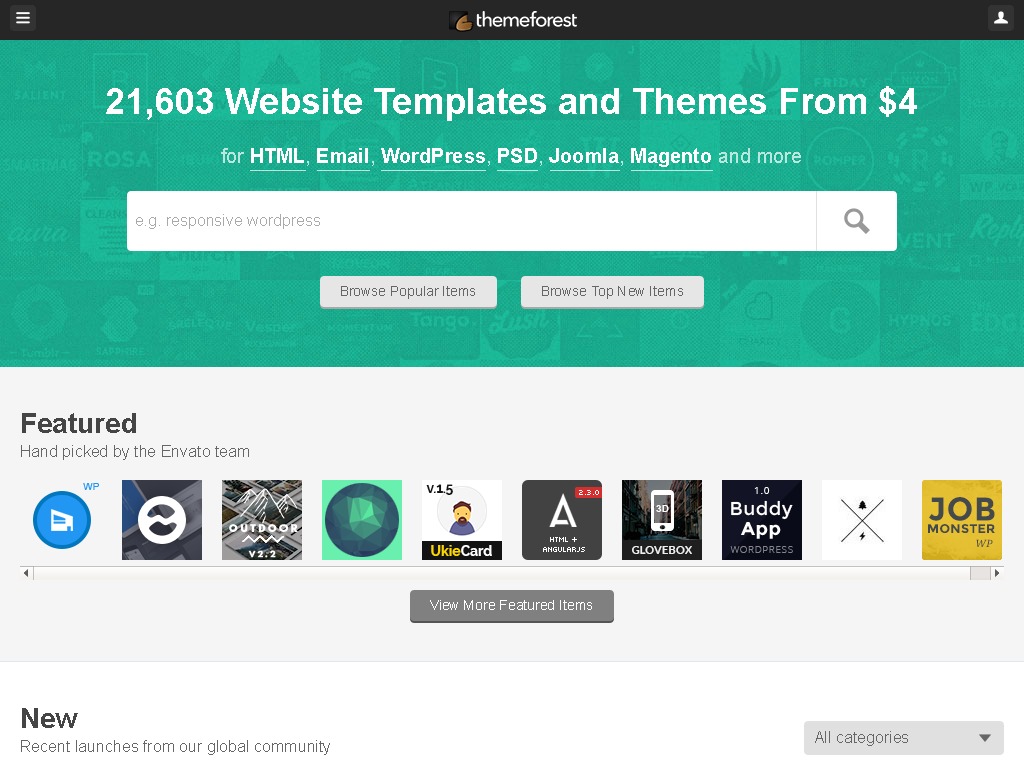 themeforest
21,603 Website Templates and Themes From $4
for HTML, Email, WordPress, PSD, Joomla, Magento and more
e.g. responsive wordpress
Browse Popular Items
Browse Top New Items
Featured
Hand picked by the Envato team
WP
OUTDOOR
V 2.2
V.1.5
UkieCard
2.3.0
HTML +
ANGULARJS
3D
GLOVEBOX
1.0
Buddy
App
WORDPRESS
JOB
MONSTER
WP
View More Featured Items
New
Recent launches from our global community
All categories